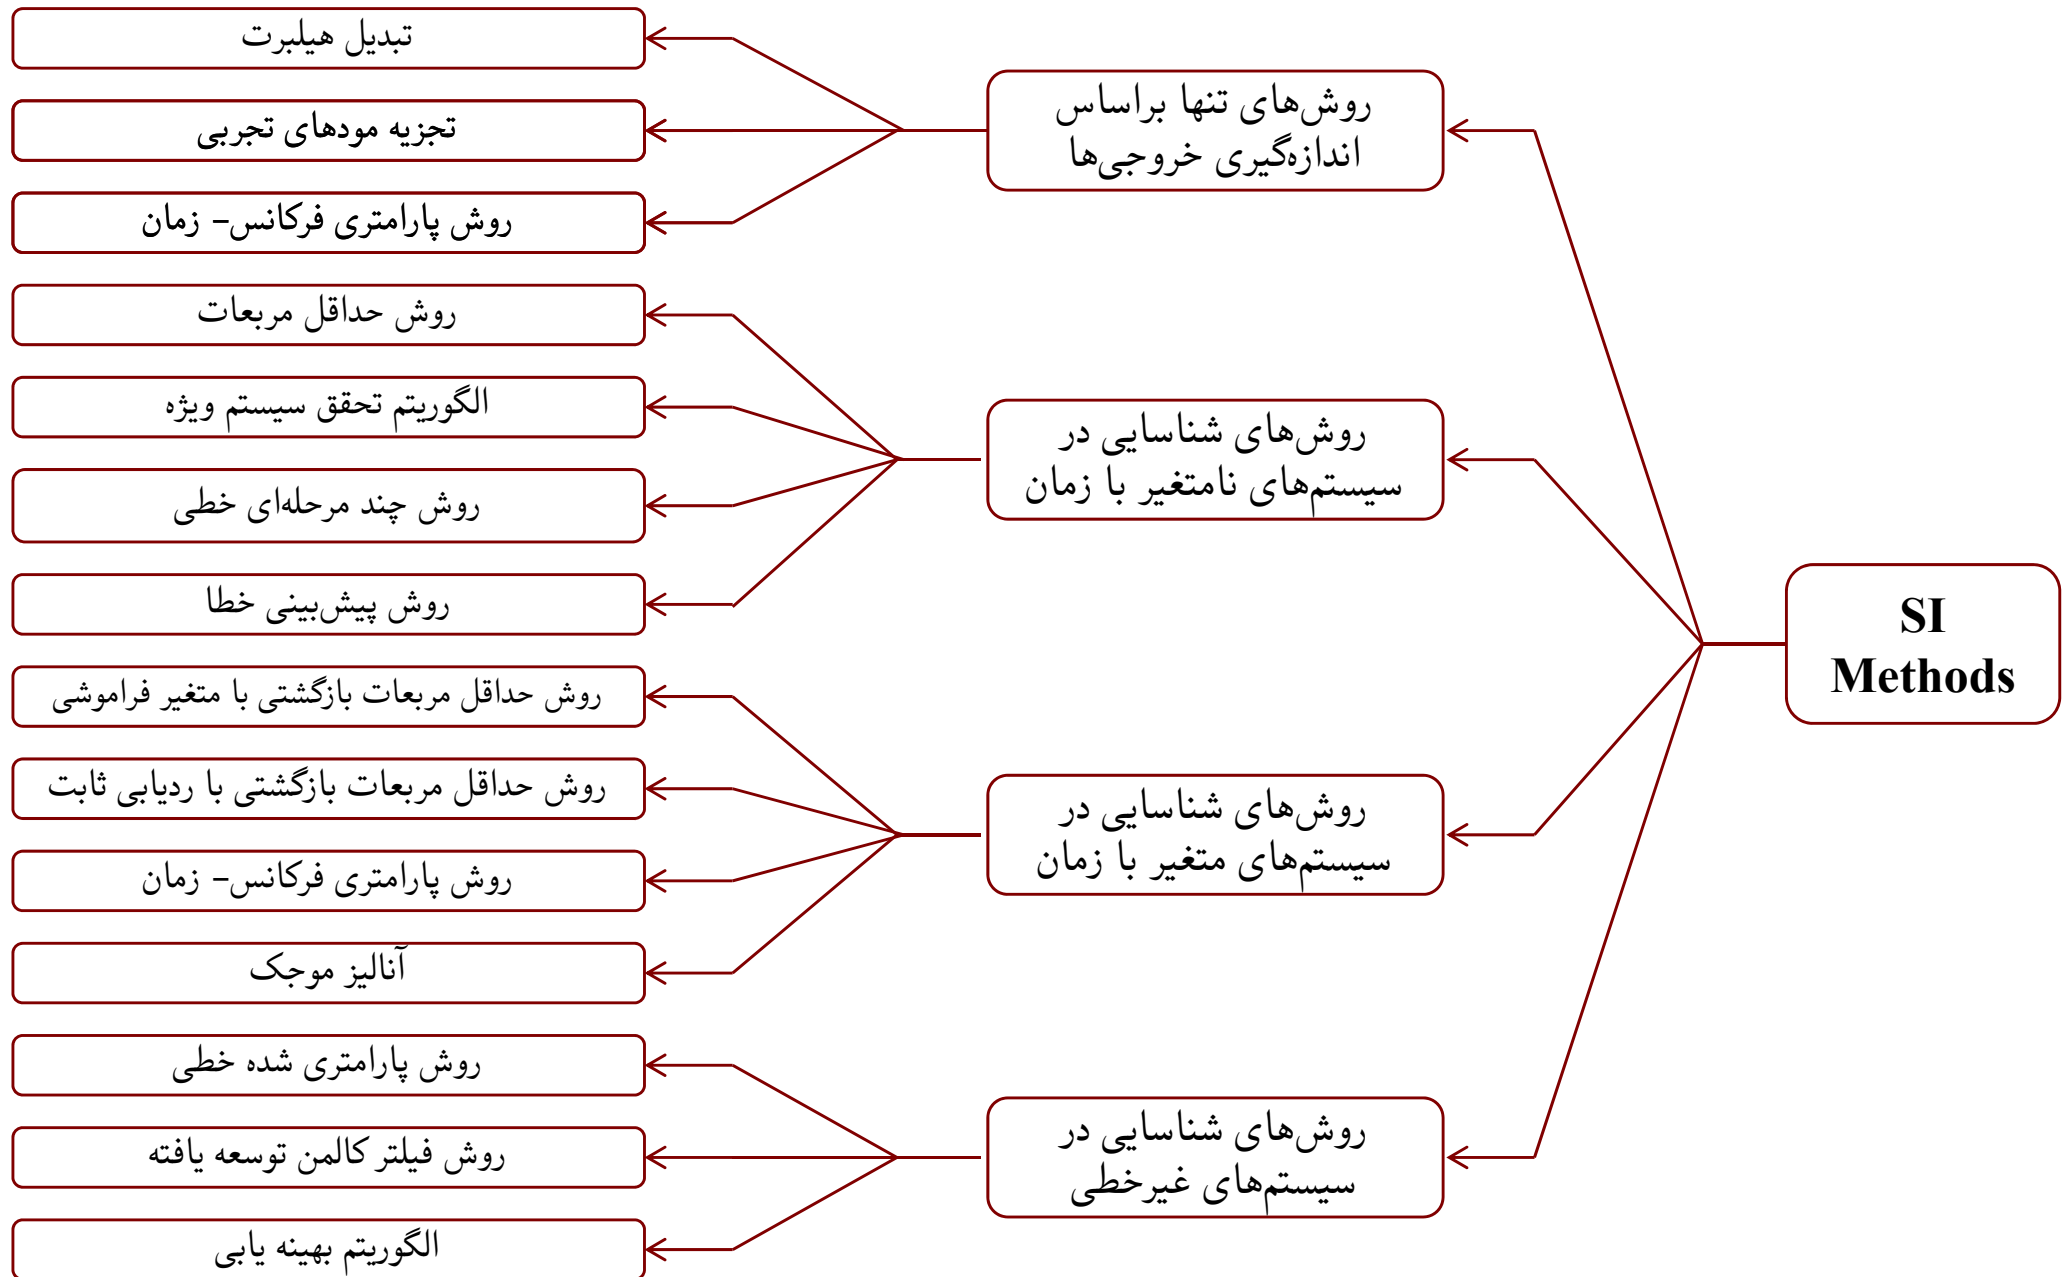 SI
Methods
روش‌های تنها براساس
اندازه‌گیری خروجی‌ها
تبدیل هیلبرت
تجزیه مودهای تجربی
روش پارامتری فرکانس- زمان
روش‌های شناسایی در
سیستم‌های نامتغیر با زمان
روش حداقل مربعات
الگوریتم تحقق سیستم ویژه
روش چند مرحله‌ای خطی
روش پیش‌بینی خطا
روش‌های شناسایی در
سیستم‌های متغیر با زمان
روش حداقل مربعات بازگشتی با متغیر فراموشی
روش حداقل مربعات بازگشتی با ردیابی ثابت
روش پارامتری فرکانس- زمان
آنالیز موجک
روش‌های شناسایی در
سیستم‌های غیرخطی
روش پارامتری شده خطی
روش فیلتر کالمن توسعه یافته
الگوریتم بهینه یابی